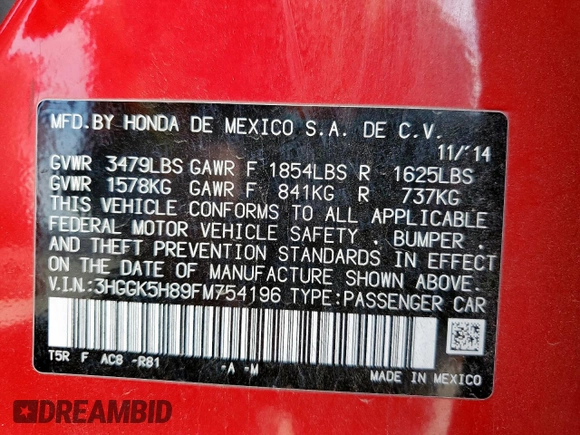 MFD.BY HONDA DE MEXICO S.A. DE C.V.
11/'14
GVWR 3479LBS GAWR F 1854LBS R 1625LBS
GVWR 1578KG GAWR F 841KG R 737KG
THIS VEHICLE CONFORMS TO ALL APPLICABLE
FEDERAL MOTOR VEHICLE SAFETY , BUMPER ,
AND THEFT PREVENTION STANDARDS IN EFFECT
ON THE DATE OF MANUFACTURE SHOWN ABOVE.
V.I.N:3HGGK5H89FM754196 TYPE:PASSENGER CAR
T5R F AC8 -R81 -A -M
MADE IN MEXICO
DREAMBID